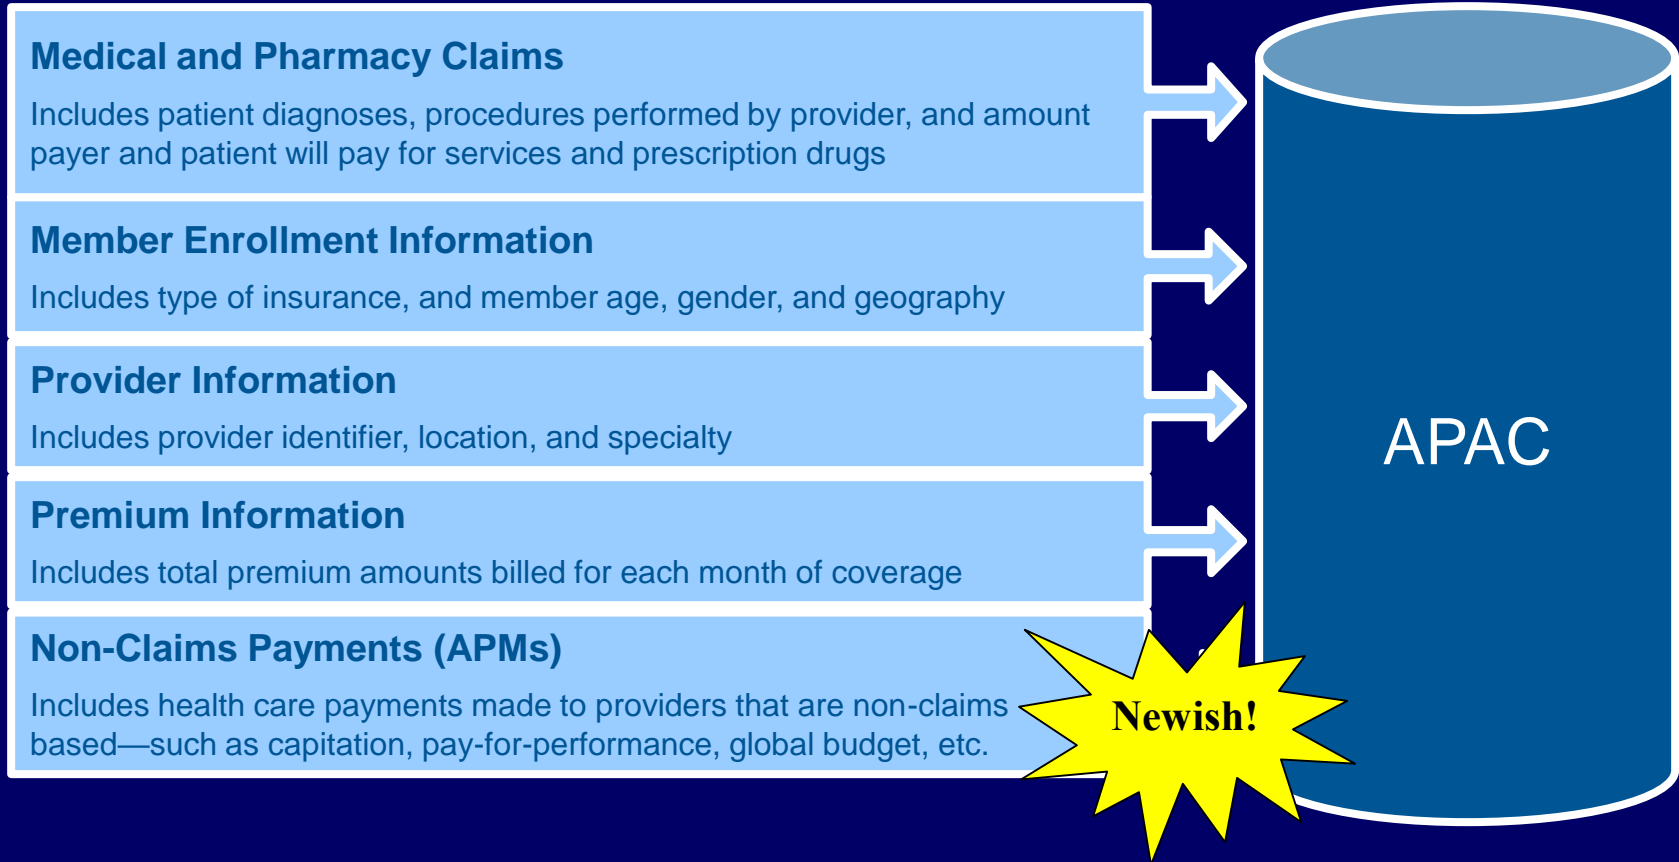 Medical and Pharmacy Claims
Includes patient diagnoses, procedures performed by provider, and amount
payer and patient will pay for services and prescription drugs
Member Enrollment Information
Includes type of insurance, and member age, gender, and geography
Provider Information
Includes provider identifier, location, and specialty
Premium Information
Includes total premium amounts billed for each month of coverage
Non-Claims Payments (APMs)
Includes health care payments made to providers that are non-claims
based—such as capitation, pay-for-performance, global budget, etc.
Newish!
APAC